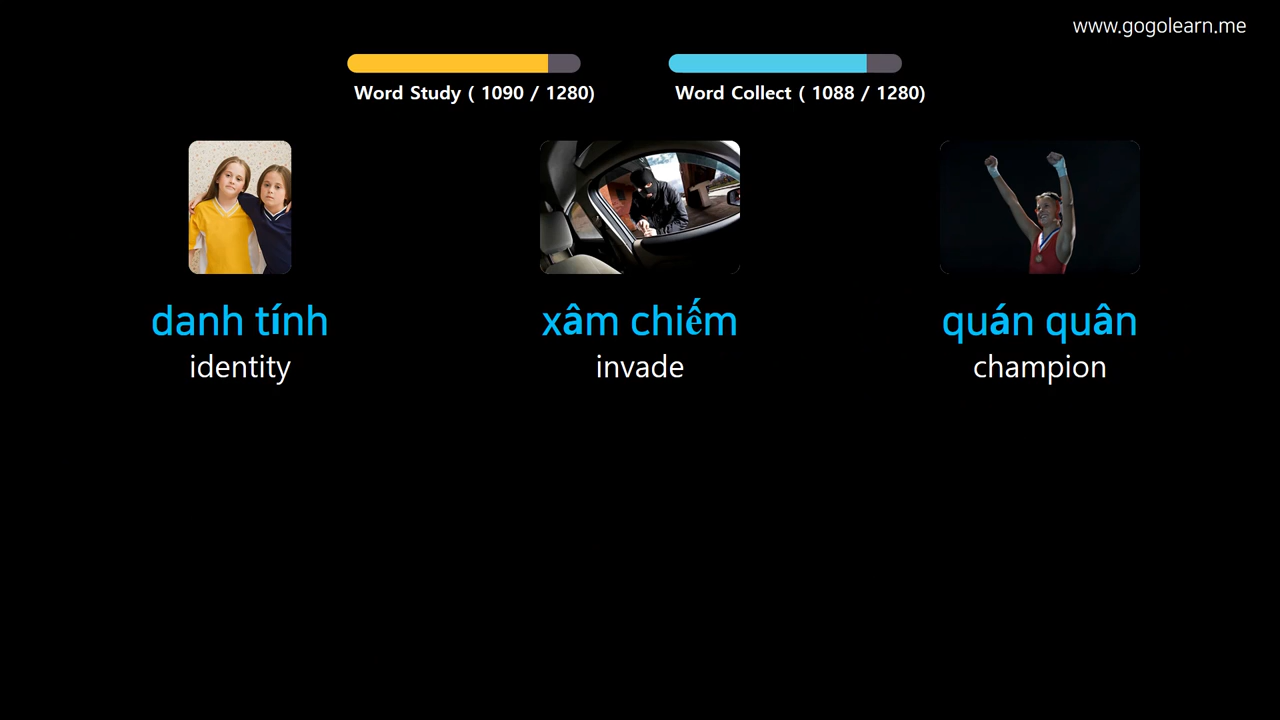 www.gogolearn.me
Word Study ( 1090 / 1280)
Word Collect ( 1088 / 1280)
danh tính
identity
xâm chiếm
invade
quán quân
champion